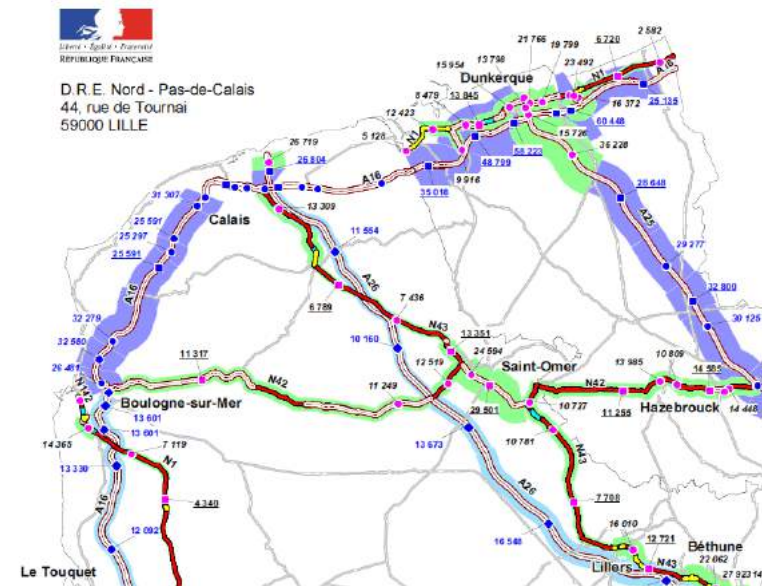 Liberté • Égalité • Fraternité
RÉPUBLIQUE FRANÇAISE
D.R.E. Nord - Pas-de-Calais
44, rue de Tournai
59000 LILLE
2 582
6 720
21 766
19 799
13 798
23 492
15 954
Dunkerque
N1
A16
8 479
13 845
16 372
25 135
12 423
60 448
5 128
N1
15 726
58 223
36 228
26 719
48 799
26 804
9 916
A16
35 018
28 648
31 307
A25
13 309
Calais
25 591
11 554
25 297
29 277
25 591
A26
A16
32 800
6 789
7 436
32 279
N43
30 125
13 351
32 580
10 160
24 594
12 519
Saint-Omer
11 317
13 985
10 809
14 585
N142
N42
N42
Boulogne-sur-Mer
11 249
29 501
10 727
11 255
Hazebrouck
14 448
13 601
13 601
14 365
7 119
10 781
13 673
N43
13 330
N1
A16
4 340
A26
7 708
12 092
16 010
16 548
12 721
Béthune
Le Touquet
Lillers
N43
22 062
27 923